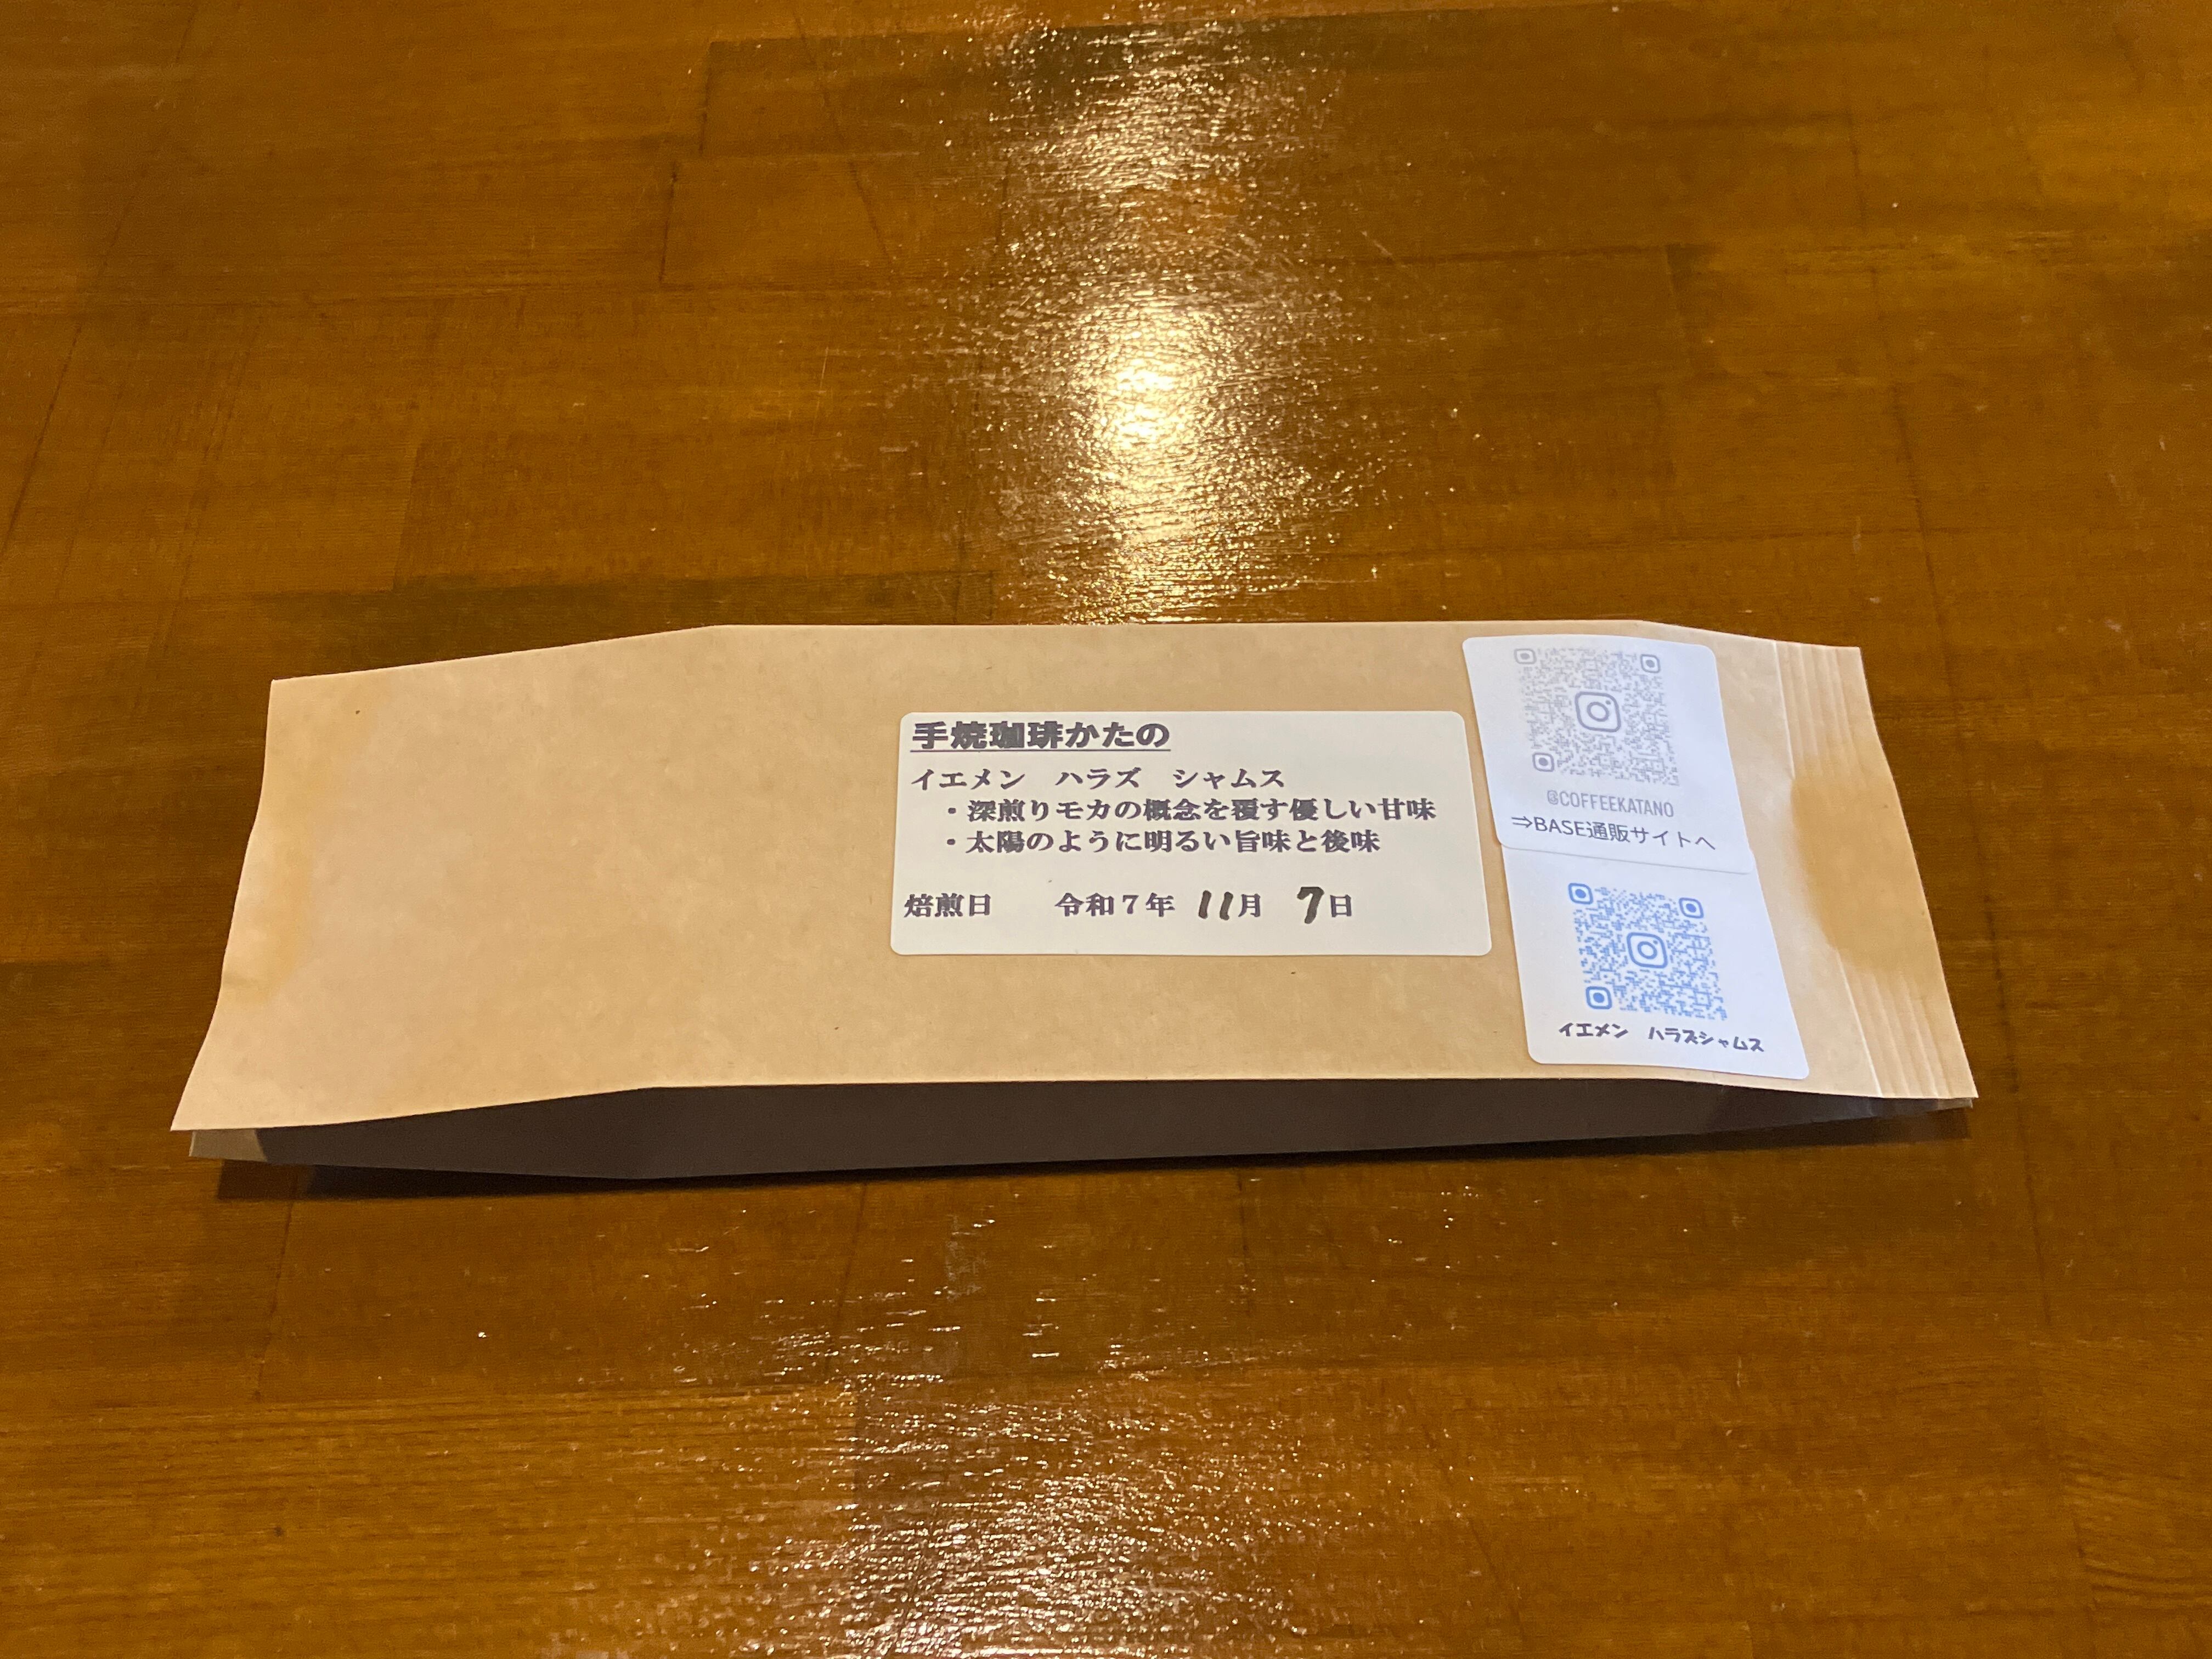 手焼珈琲かたの
イエメン　ハラズ　シャムス
・深煎りモカの概念を覆す優しい甘味
・太陽のように明るい旨味と後味
焙煎日　　令和７年 11月 7日
@COFFEEKATANO
⇒BASE通販サイトへ
イエメン　ハラズシャムス